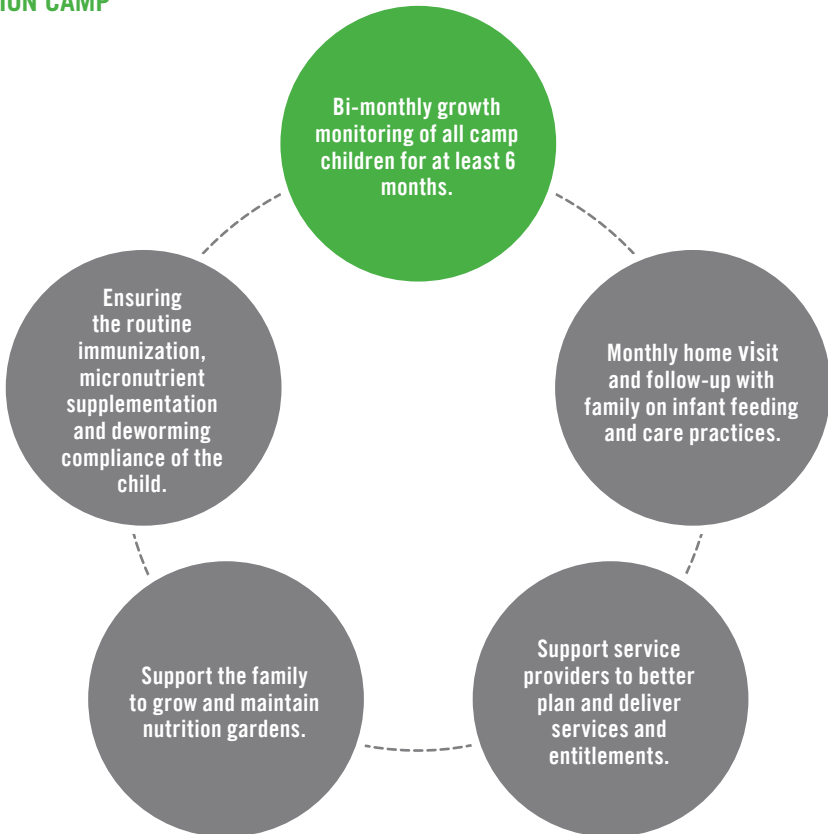 CAMP
Bi-monthly growth
monitoring of all camp
children for at least 6
months.
Monthly home visit
and follow-up with
family on infant feeding
and care practices.
Support service
providers to better
plan and deliver
services and
entitlements.
Support the family
to grow and maintain
nutrition gardens.
Ensuring
the routine
immunization,
micronutrient
supplementation
and deworming
compliance of the
child.